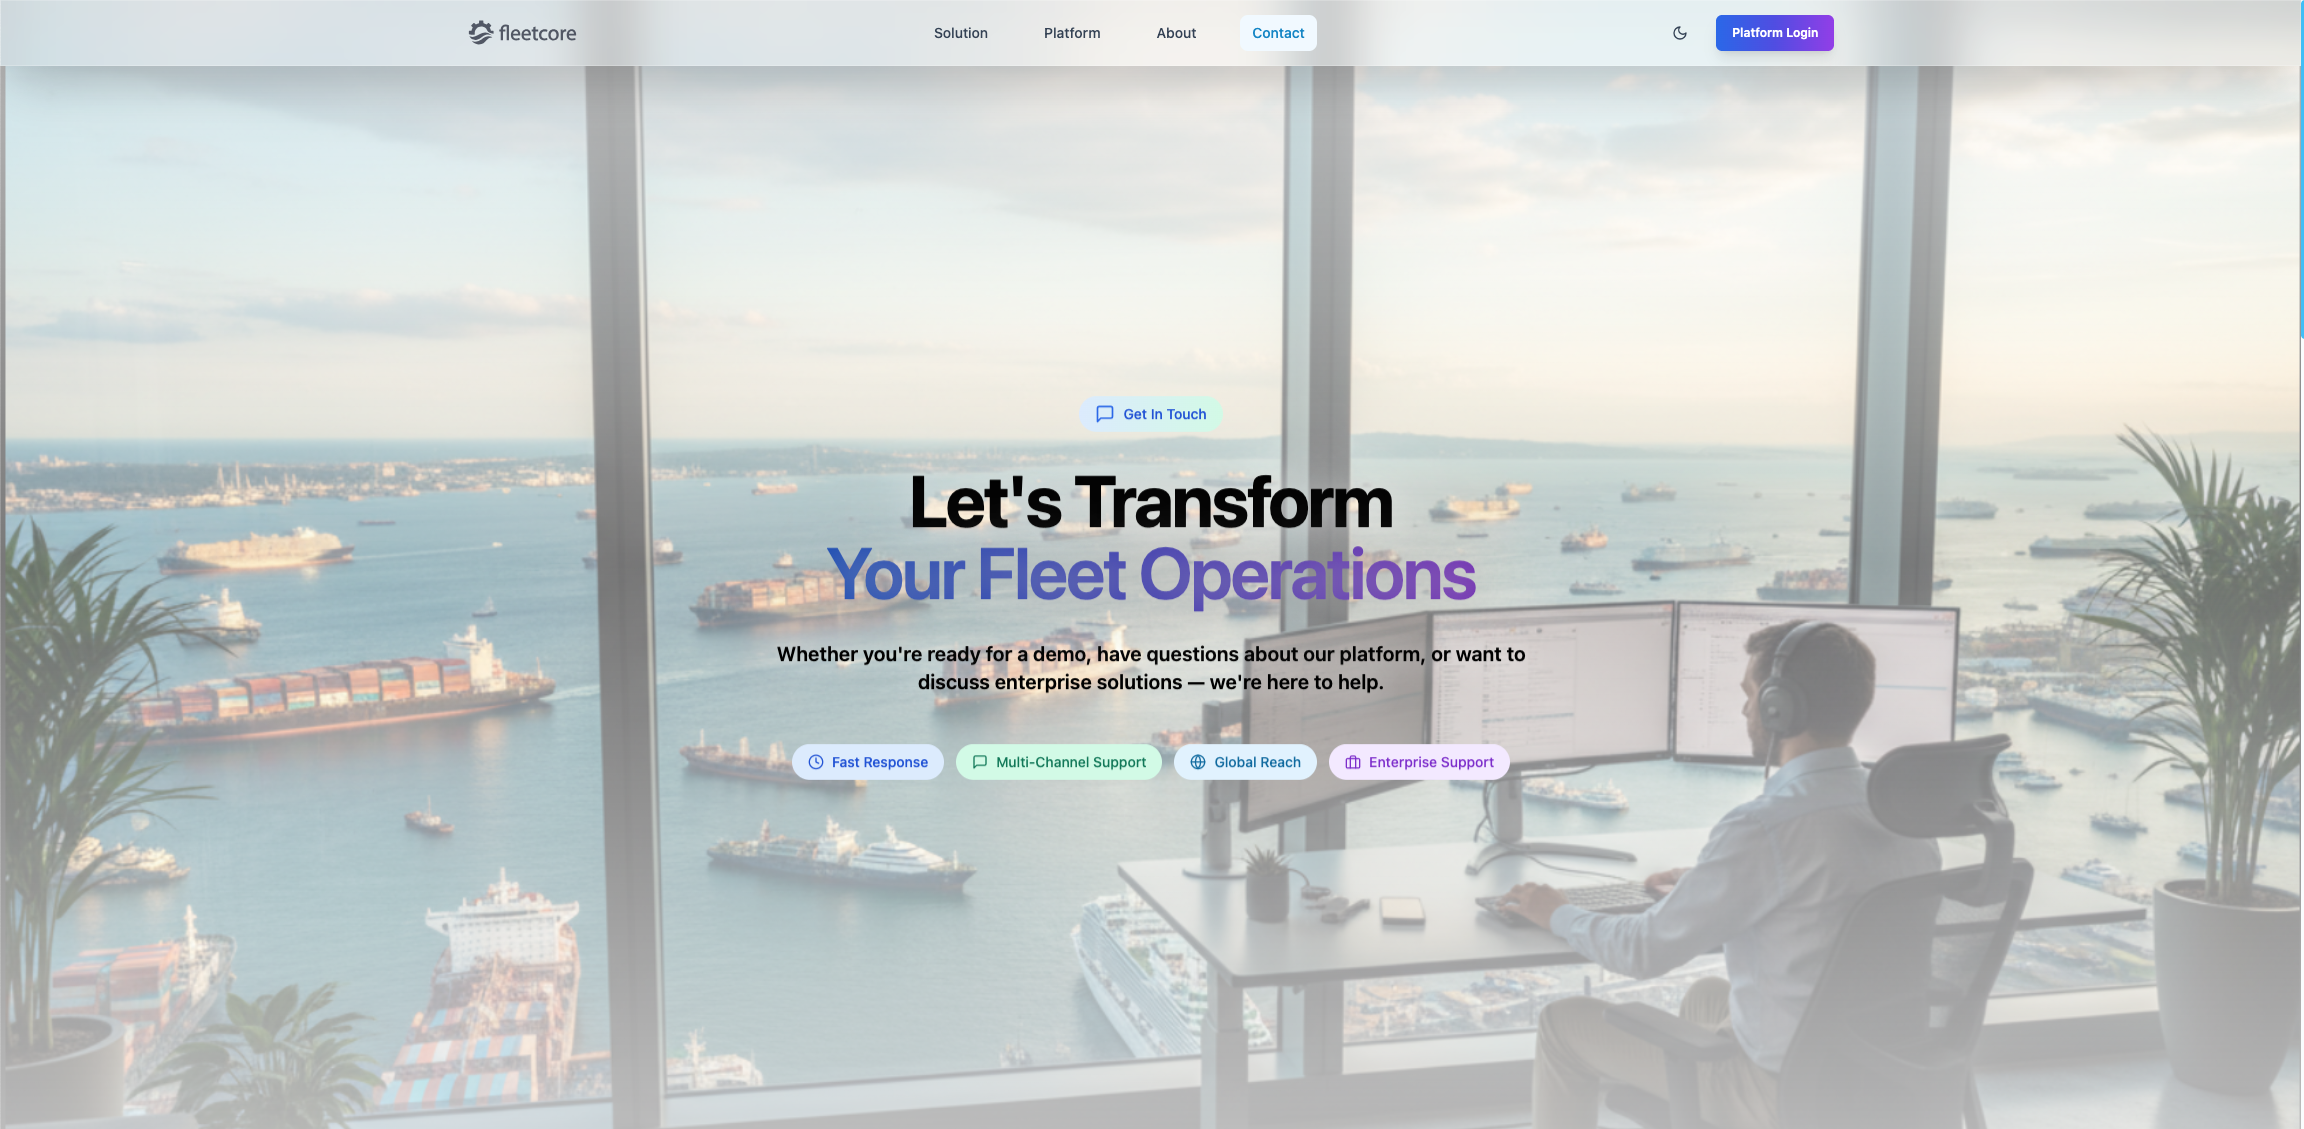 fleetcore
Solution
Platform
About
Contact
Platform Login
Get In Touch
Let's Transform
Your Fleet Operations
Whether you're ready for a demo, have questions about our platform, or want to
discuss enterprise solutions — we're here to help.
Fast Response
Multi-Channel Support
Global Reach
Enterprise Support